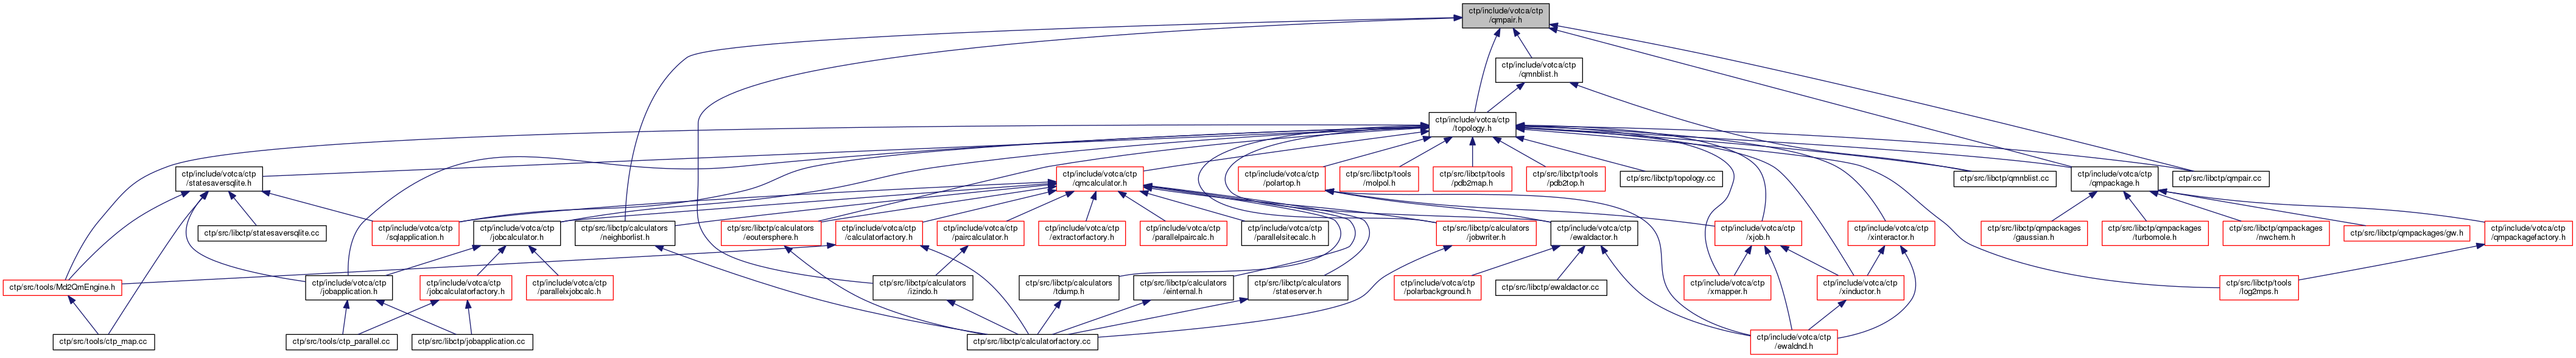 ctp/include/votca/ctp
/qmpair.h
ctp/include/votca/ctp
/qmnblist.h
ctp/include/votca/ctp
/topology.h
ctp/include/votca/ctp
/statesaversqlite.h
ctp/include/votca/ctp
/qmcalculator.h
ctp/include/votca/ctp
/polartop.h
ctp/src/libctp/tools
/molpol.h
ctp/src/libctp/tools
/pdb2map.h
ctp/src/libctp/tools
/pdb2top.h
ctp/src/libctp/topology.cc
ctp/src/libctp/qmnblist.cc
ctp/include/votca/ctp
/qmpackage.h
ctp/src/libctp/qmpair.cc
ctp/src/libctp/statesaversqlite.cc
ctp/include/votca/ctp
/sqlapplication.h
ctp/include/votca/ctp
/jobcalculator.h
ctp/src/libctp/calculators
/neighborlist.h
ctp/src/libctp/calculators
/eoutersphere.h
ctp/include/votca/ctp
/calculatorfactory.h
ctp/include/votca/ctp
/paircalculator.h
ctp/include/votca/ctp
/extractorfactory.h
ctp/include/votca/ctp
/parallelpaircalc.h
ctp/include/votca/ctp
/parallelsitecalc.h
ctp/src/libctp/calculators
/jobwriter.h
ctp/include/votca/ctp
/ewaldactor.h
ctp/include/votca/ctp
/xjob.h
ctp/include/votca/ctp
/xinteractor.h
ctp/src/libctp/qmpackages
/gaussian.h
ctp/src/libctp/qmpackages
/turbomole.h
ctp/src/libctp/qmpackages
/nwchem.h
ctp/src/libctp/qmpackages/gw.h
ctp/include/votca/ctp
/qmpackagefactory.h
ctp/src/tools/Md2QmEngine.h
ctp/include/votca/ctp
/jobapplication.h
ctp/include/votca/ctp
/jobcalculatorfactory.h
ctp/include/votca/ctp
/parallelxjobcalc.h
ctp/src/libctp/calculators
/izindo.h
ctp/src/libctp/calculators
/tdump.h
ctp/src/libctp/calculators
/einternal.h
ctp/src/libctp/calculators
/stateserver.h
ctp/include/votca/ctp
/polarbackground.h
ctp/src/libctp/ewaldactor.cc
ctp/include/votca/ctp
/xmapper.h
ctp/include/votca/ctp
/xinductor.h
ctp/src/libctp/tools
/log2mps.h
ctp/src/tools/ctp_map.cc
ctp/src/tools/ctp_parallel.cc
ctp/src/libctp/jobapplication.cc
ctp/src/libctp/calculatorfactory.cc
ctp/include/votca/ctp
/ewaldnd.h